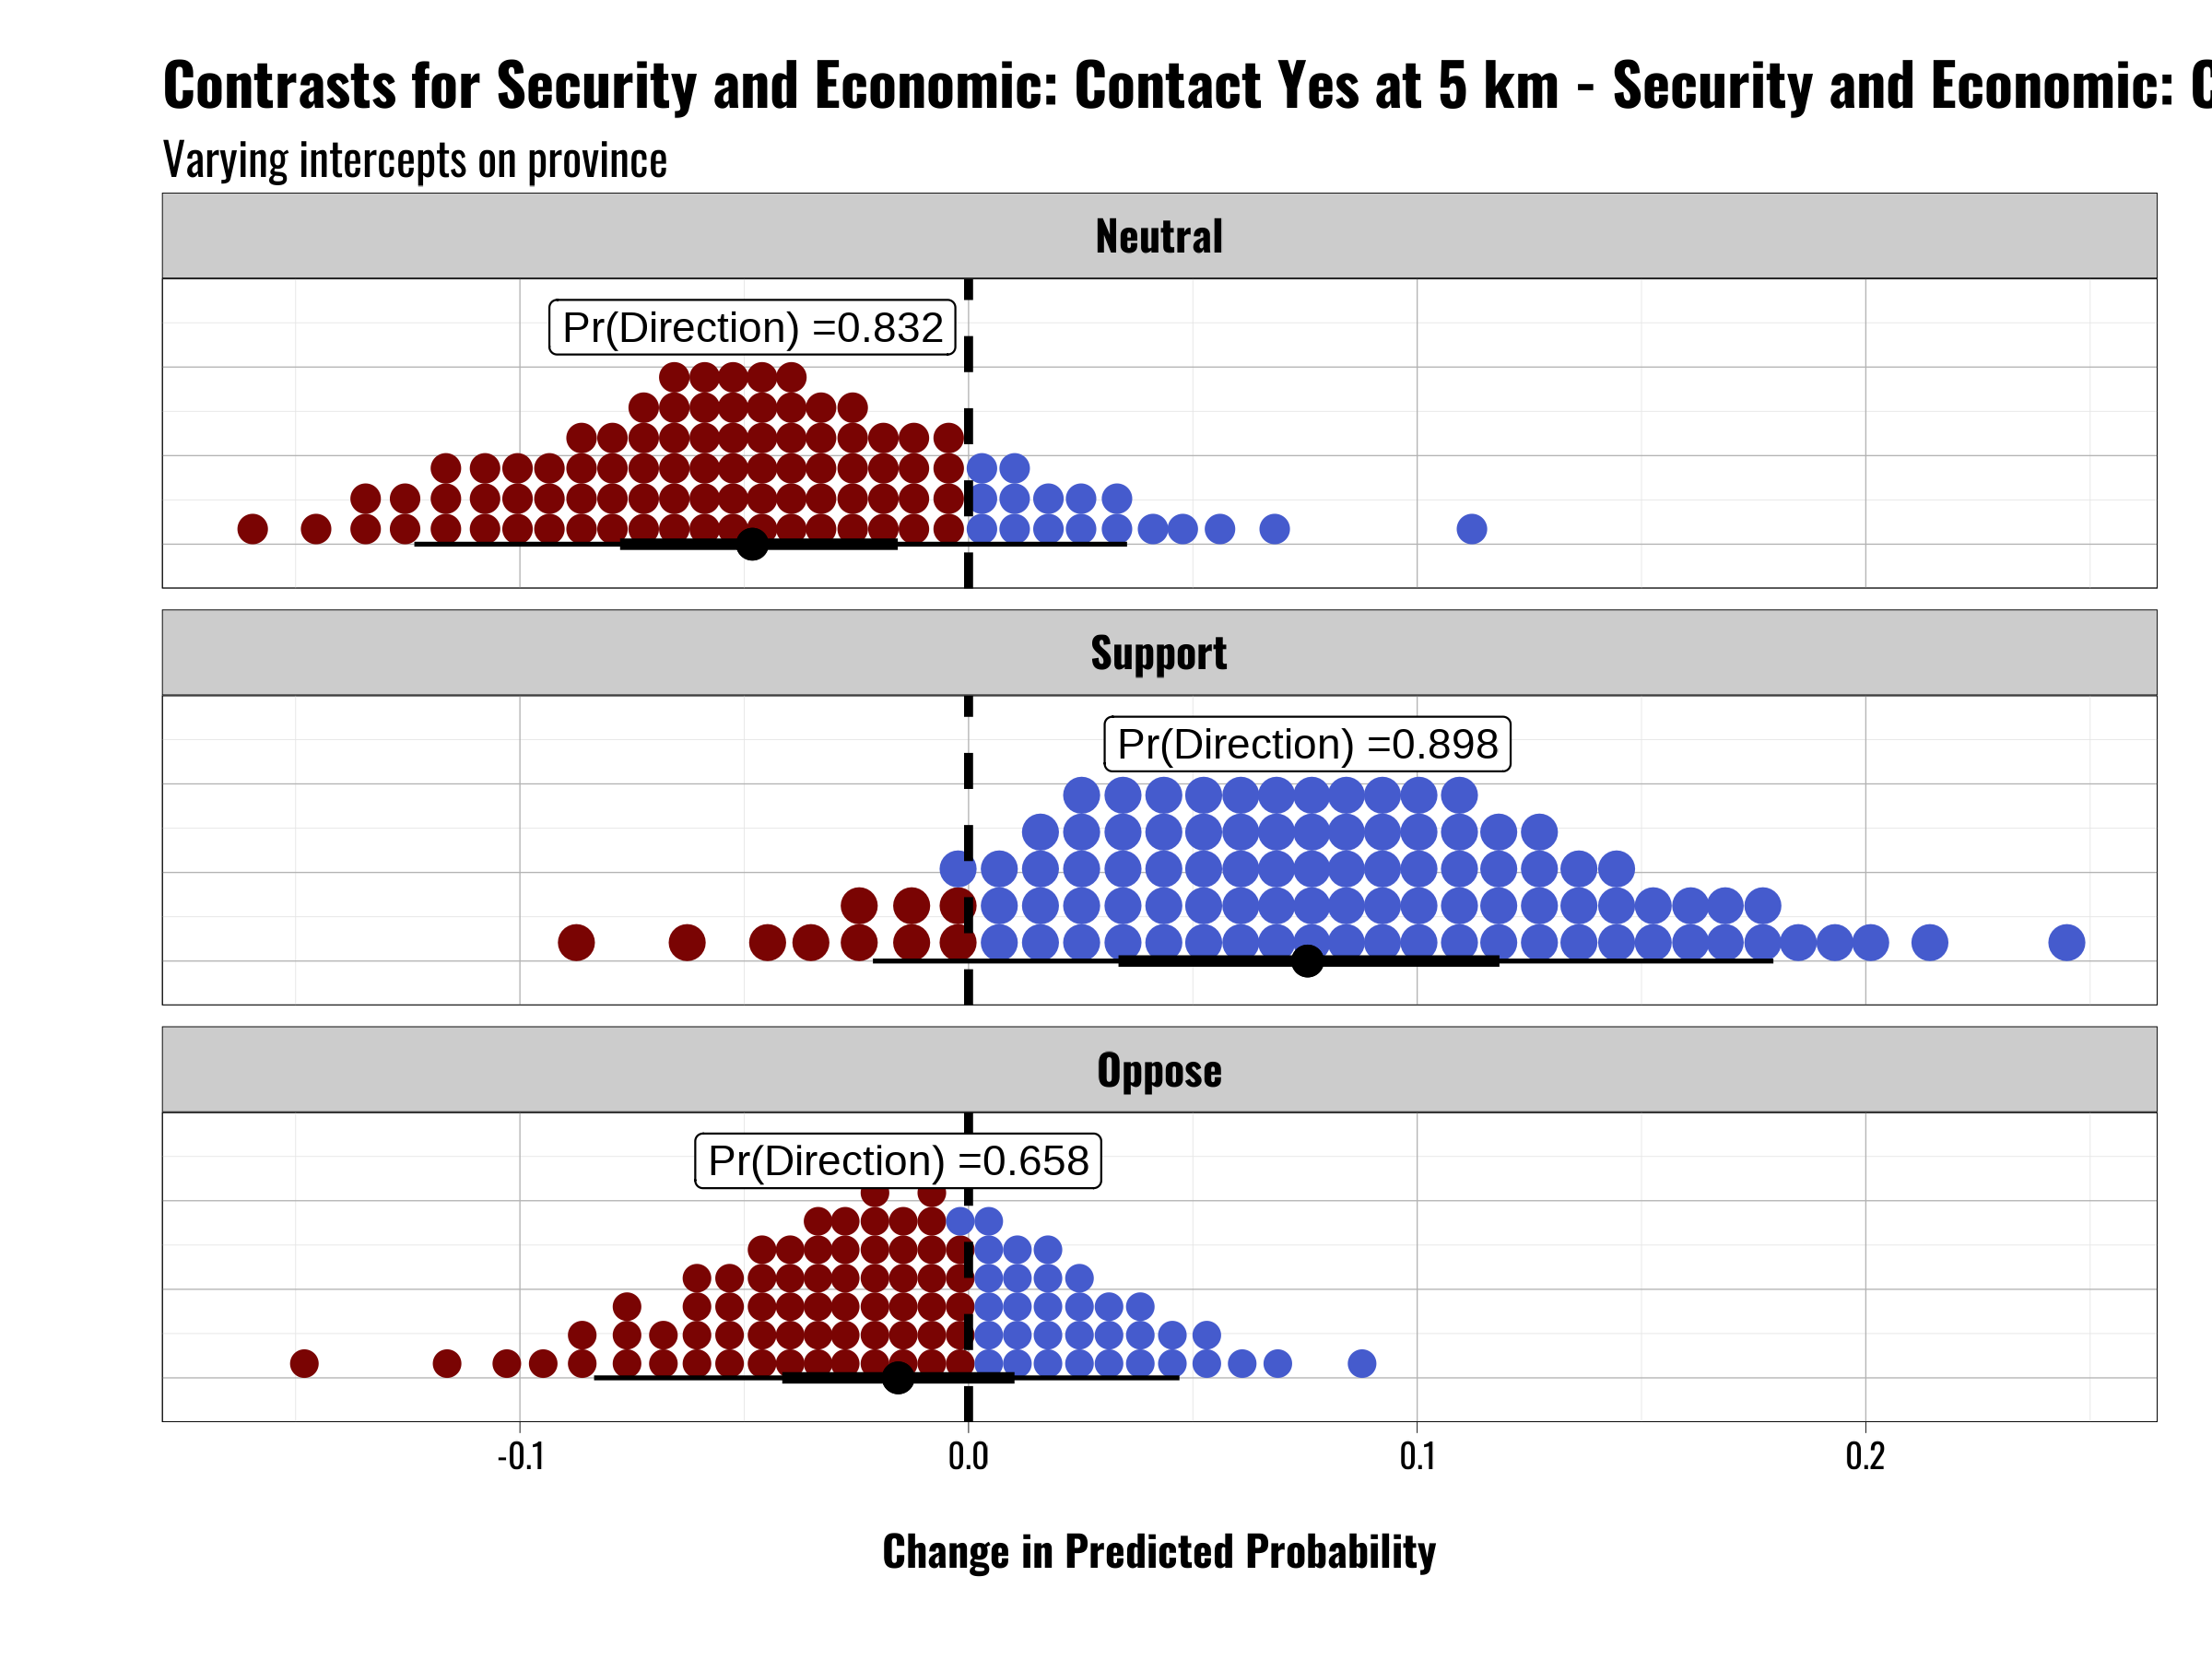 Contrasts for Security and Economic: Contact Yes at 5 km - Security and Economic:
Varying intercepts on province
Neutral
Pr(Direction) =0.832
Support
Pr(Direction) =0.898
Oppose
Pr(Direction) =0.658
-0.1 0.0 0.1 0.2
Change in Predicted Probability